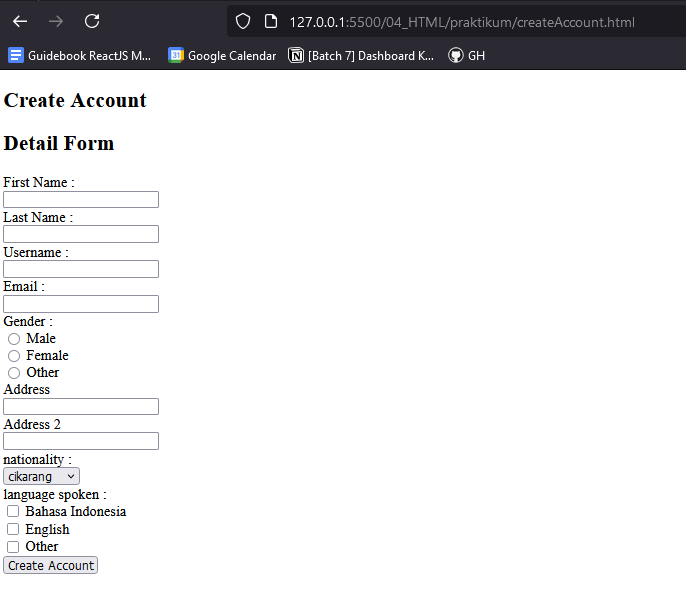 127.0.0.1:5500/04_HTML/praktikum/createAccount.html
Guidebook ReactJS M... 31 Google Calendar N [Batch 7] Dashboard K... GH
Create Account
Detail Form
First Name :
Last Name :
Username :
Email :
Gender :
Male
Female
Other
Address
Address 2
nationality :
cikarang
language spoken :
Bahasa Indonesia
English
Other
Create Account